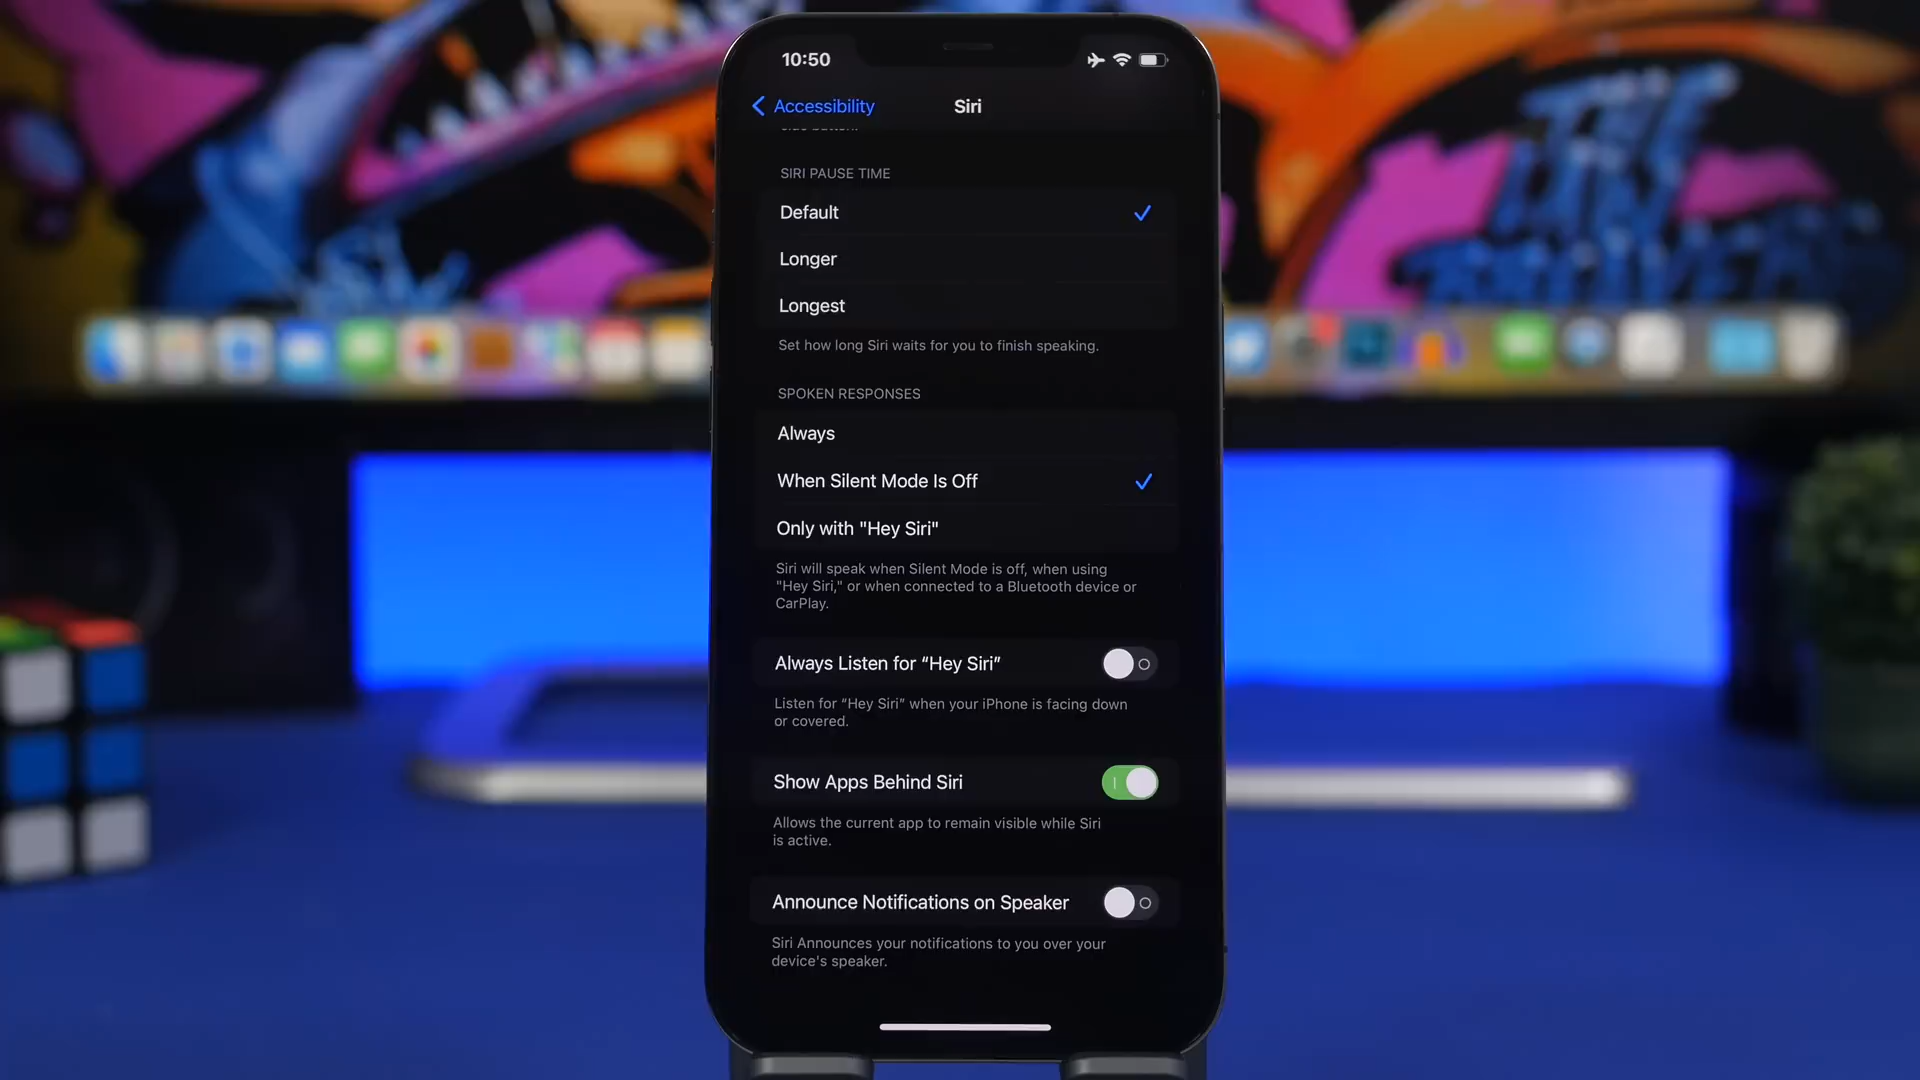 10:50
Accessibility
Siri
SIRI PAUSE TIME
Default
Longer
Longest
Set how long Siri waits for you to finish speaking.
SPOKEN RESPONSES
Always
When Silent Mode Is Off
Only with "Hey Siri"
Siri will speak when Silent Mode is off, when using
"Hey Siri," or when connected to a Bluetooth device or
CarPlay.
Always Listen for “Hey Siri”
Listen for “Hey Siri” when your iPhone is facing down
or covered.
Show Apps Behind Siri
Allows the current app to remain visible while Siri
is active.
Announce Notifications on Speaker
Siri Announces your notifications to you over your
device's speaker.